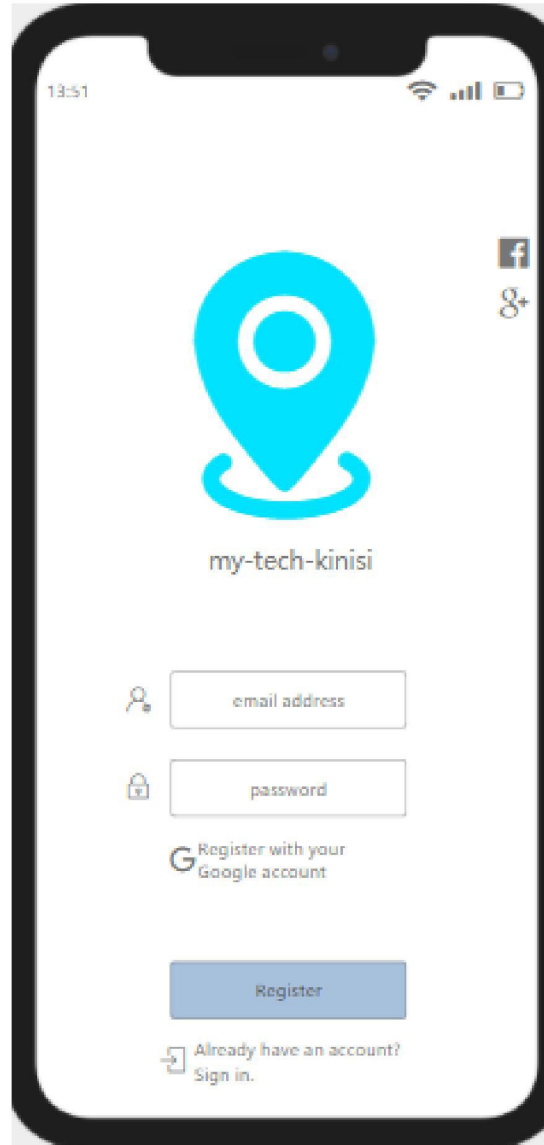 13:51
my-tech-kinisi
email address
password
Register with your
Google account
Register
Already have an account?
Sign in.